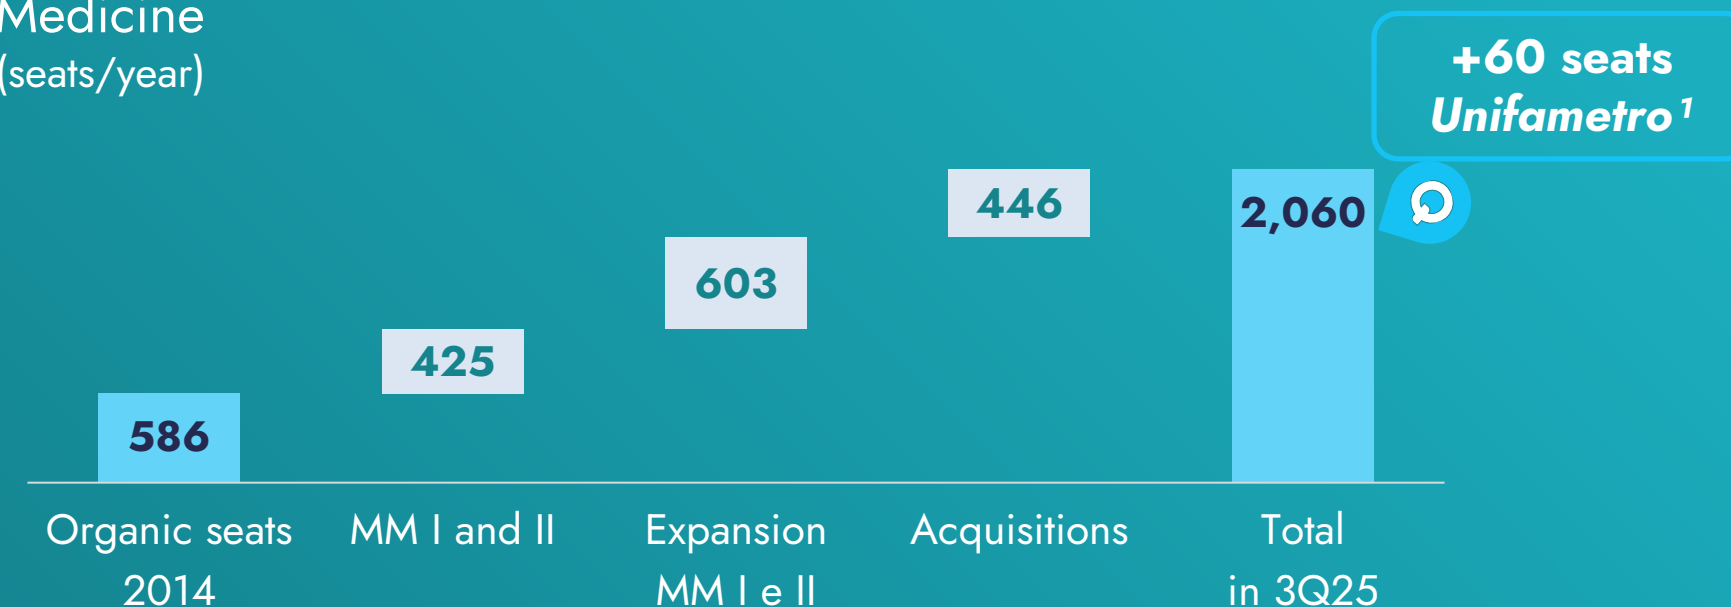 Medicine
(seats/year)
+60 seats
Unifametro¹
446
2,060
603
425
586
Organic seats
2014
MM I and II
Expansion
MM I e II
Acquisitions
Total
in 3Q25